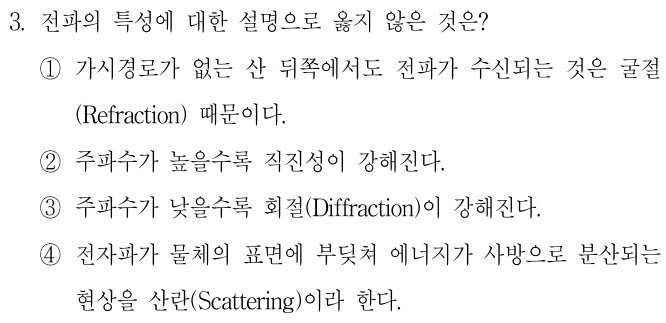 3. 전파의 특성에 대한 설명으로 옳지 않은 것은?
① 가시경로가 없는 산 뒤쪽에서도 전파가 수신되는 것은 굴절
(Refraction) 때문이다.
② 주파수가 높을수록 직진성이 강해진다.
③ 주파수가 낮을수록 회절(Diffraction)이 강해진다.
④ 전자파가 물체의 표면에 부딪쳐 에너지가 사방으로 분산되는
현상을 산란(Scattering)이라 한다.